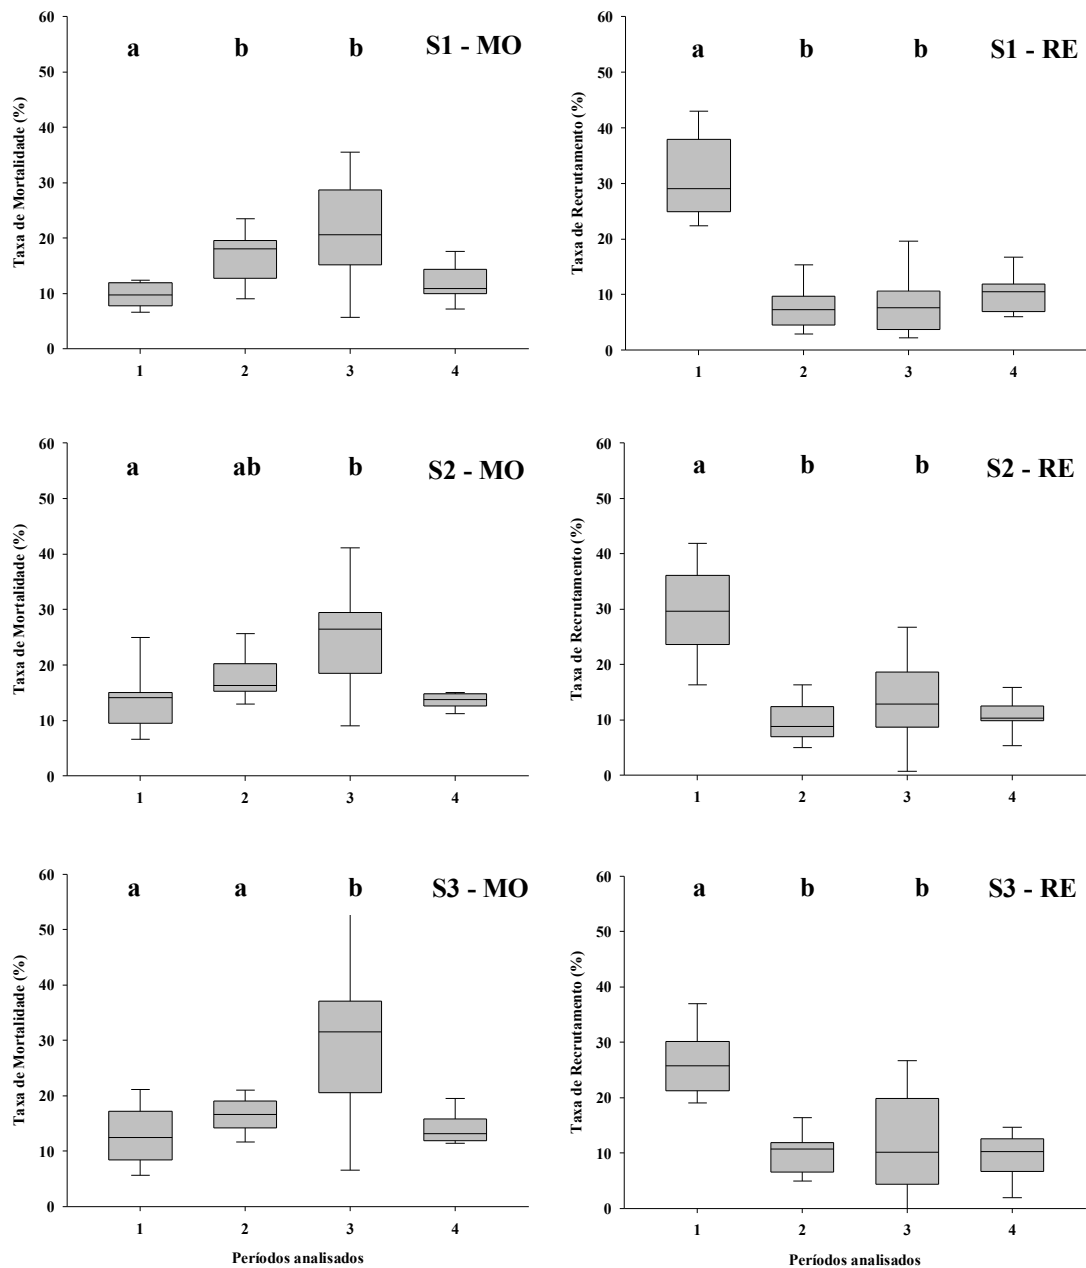 60
50
40
30
20
10
0
Taxa de Mortalidade (%)
a b b S1 - MO
1 2 3 4
60
50
40
30
20
10
0
Taxa de Recrutamento (%)
a b b S1 - RE
1 2 3 4
60
50
40
30
20
10
0
Taxa de Mortalidade (%)
a ab b S2 - MO
1 2 3 4
60
50
40
30
20
10
0
Taxa de Recrutamento (%)
a b b S2 - RE
1 2 3 4
60
50
40
30
20
10
0
Taxa de Mortalidade (%)
a a b S3 - MO
1 2 3 4
Períodos analisados
60
50
40
30
20
10
0
Taxa de Recrutamento (%)
a b b S3 - RE
1 2 3 4
Períodos analisados